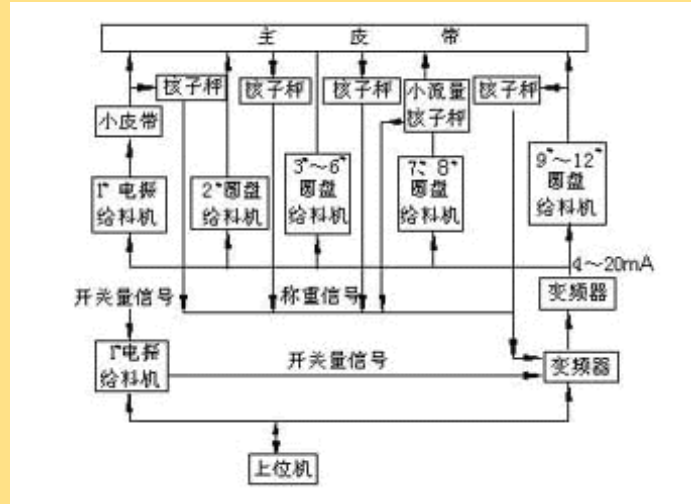 主皮带
核子秤
核子秤
核子秤
小流量
核子秤
核子秤
小皮带
1#电振
给料机
2#圆盘
给料机
3#～6#
圆盘
给料机
7、8#
圆盘
给料机
9#～12#
圆盘
给料机
4～20mA
变频器
开关量信号
称重信号
1#电振
给料机
开关量信号
变频器
上位机